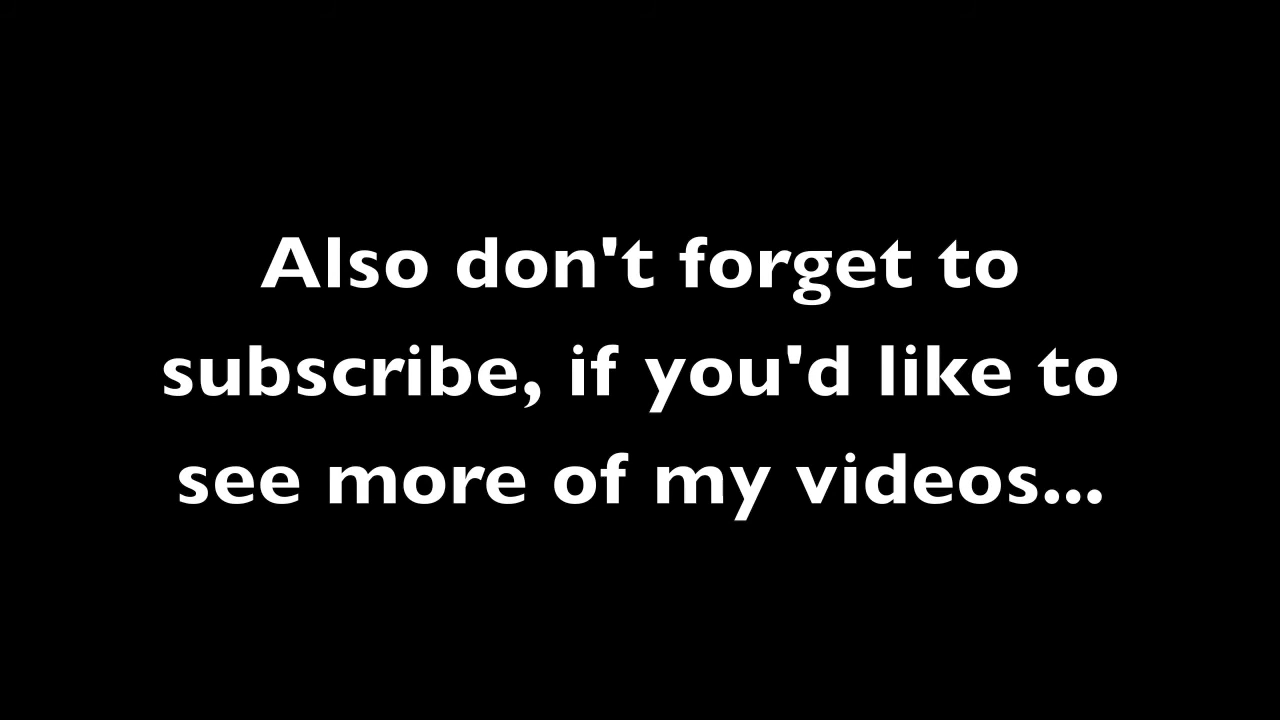 Also don't forget to
subscribe, if you'd like to
see more of my videos...